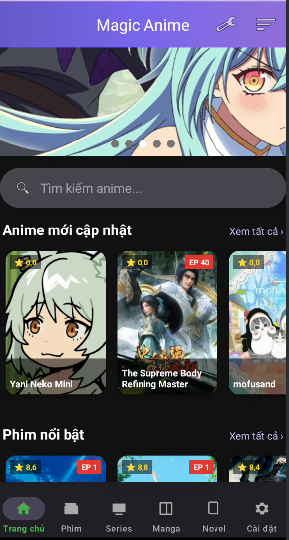 Magic Anime
Tìm kiếm anime...
Anime mới cập nhật
Xem tất cả ›
0,0
0,0
EP 40
0,0
mofus
Yani Neko Mini
The Supreme Body
Refining Master
mofusand
Phim nổi bật
Xem tất cả ›
8,6
EP 1
8,8
EP 1
8,4
Trang chủ
Phim
Series
Manga
Novel
Cài đặt